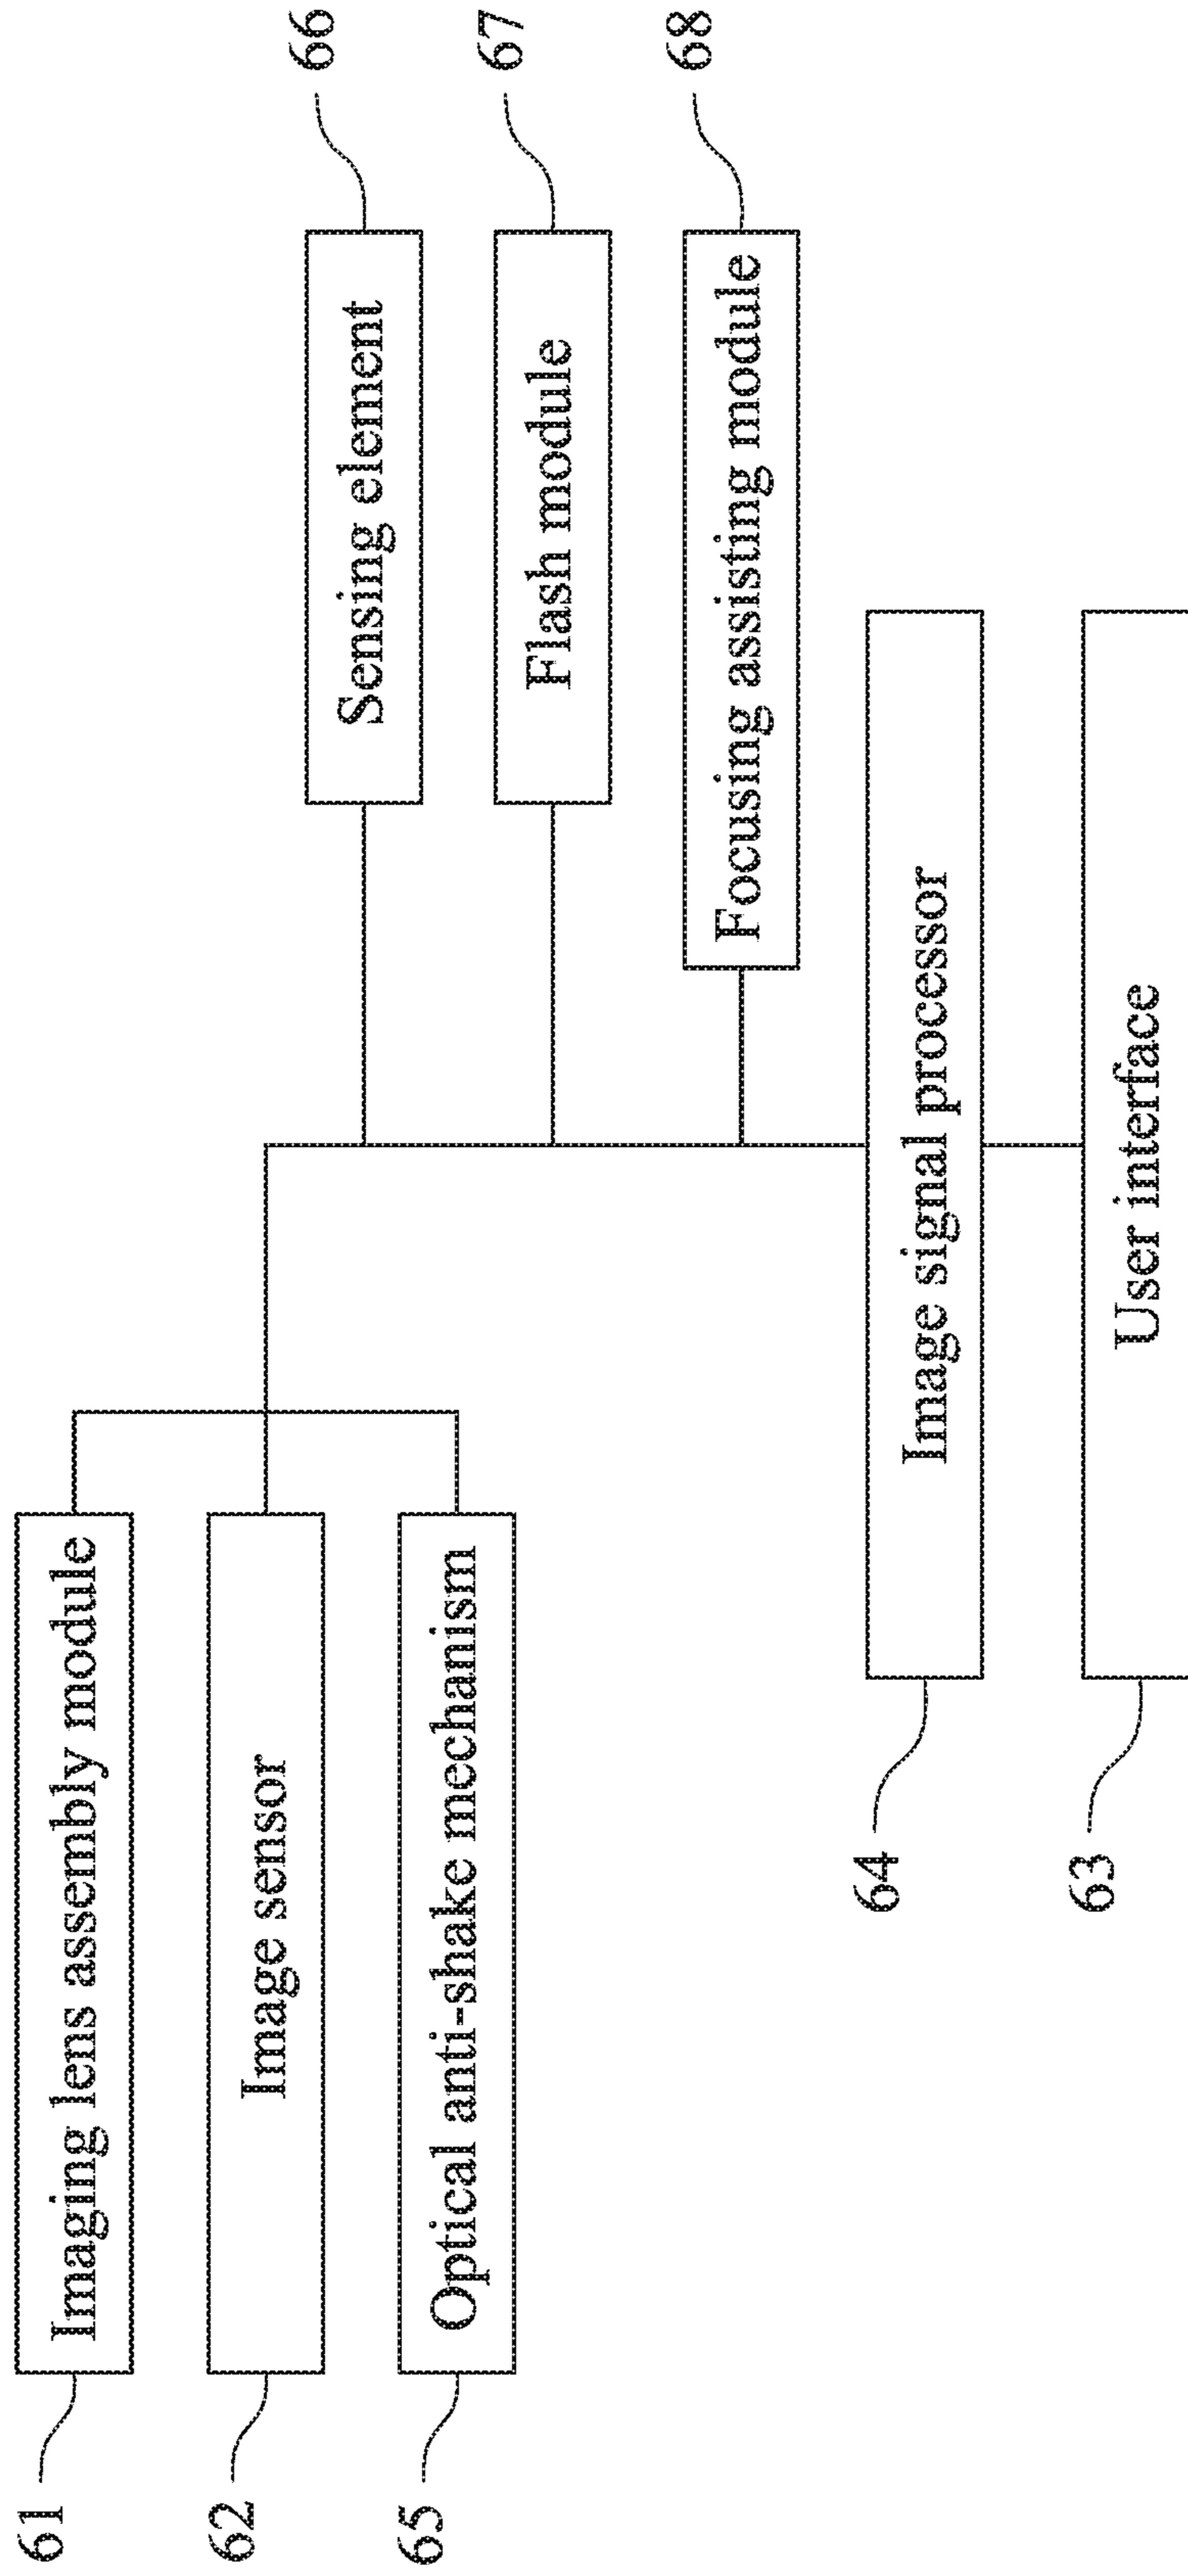 61
Imaging lens assembly module
62
Image sensor
65
Optical anti-shake mechanism
Sensing element
66
Flash module
67
Focusing assisting module
68
64
Image signal processor
63
User interface